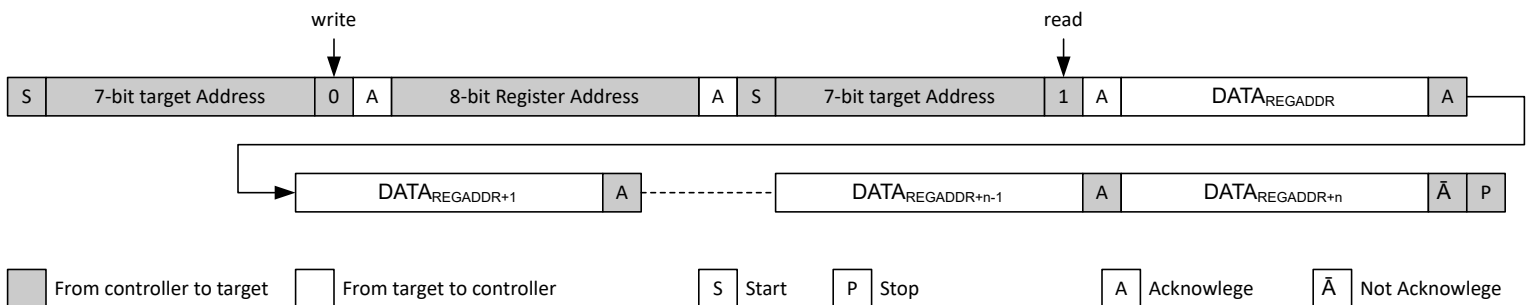 write read
S 7-bit target Address 0 A 8-bit Register Address A S 7-bit target Address 1 A DATAREGADDR A
DATAREGADDR+1 A DATAREGADDR+n-1 A DATAREGADDR+n Ā P
From controller to target From target to controller S Start P Stop A Acknowlege Ā Not Acknowlege